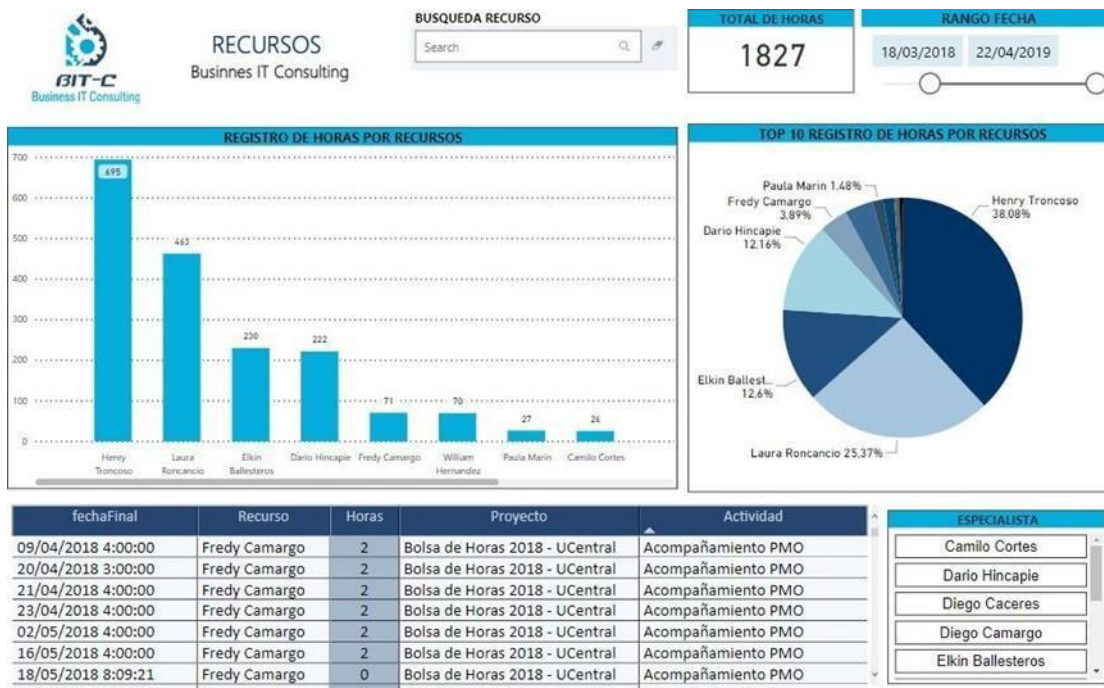 BIT-C
Business IT Consulting
RECURSOS
Businnes IT Consulting
BUSQUEDA RECURSO
Search
TOTAL DE HORAS
1827
RANGO FECHA
18/03/2018 22/04/2019
REGISTRO DE HORAS POR RECURSOS
700
600
500
400
300
200
100
0
695
463
230
222
71
70
27
26
Henry Troncoso
Laura Roncancio
Elkin Ballesteros
Dario Hincapie
Fredy Camargo
William Hernandez
Paula Marin
Camilo Cortes
TOP 10 REGISTRO DE HORAS POR RECURSOS
Paula Marin 1,48%
Fredy Camargo
3,89%
Dario Hincapie
12,16%
Elkin Ballest...
12,6%
Laura Roncancio 25,37%
Henry Troncoso
38,08%
fechaFinal Recurso Horas Proyecto Actividad
09/04/2018 4:00:00 Fredy Camargo 2 Bolsa de Horas 2018 - UCentral Acompañamiento PMO
20/04/2018 3:00:00 Fredy Camargo 2 Bolsa de Horas 2018 - UCentral Acompañamiento PMO
21/04/2018 4:00:00 Fredy Camargo 2 Bolsa de Horas 2018 - UCentral Acompañamiento PMO
23/04/2018 4:00:00 Fredy Camargo 2 Bolsa de Horas 2018 - UCentral Acompañamiento PMO
02/05/2018 4:00:00 Fredy Camargo 2 Bolsa de Horas 2018 - UCentral Acompañamiento PMO
16/05/2018 4:00:00 Fredy Camargo 2 Bolsa de Horas 2018 - UCentral Acompañamiento PMO
18/05/2018 8:09:21 Fredy Camargo 0 Bolsa de Horas 2018 - UCentral Acompañamiento PMO
ESPECIALISTA
Camilo Cortes
Dario Hincapie
Diego Caceres
Diego Camargo
Elkin Ballesteros